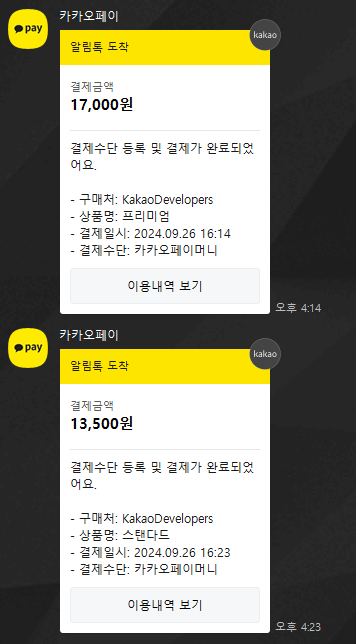 pay
카카오페이
알림톡 도착
kakao
결제금액
17,000원
결제수단 등록 및 결제가 완료되었
어요.
- 구매처: KakaoDevelopers
- 상품명: 프리미엄
- 결제일시: 2024.09.26 16:14
- 결제수단: 카카오페이머니
이용내역 보기
오후 4:14
pay
카카오페이
알림톡 도착
kakao
결제금액
13,500원
결제수단 등록 및 결제가 완료되었
어요.
- 구매처: KakaoDevelopers
- 상품명: 스탠다드
- 결제일시: 2024.09.26 16:23
- 결제수단: 카카오페이머니
이용내역 보기
오후 4:23